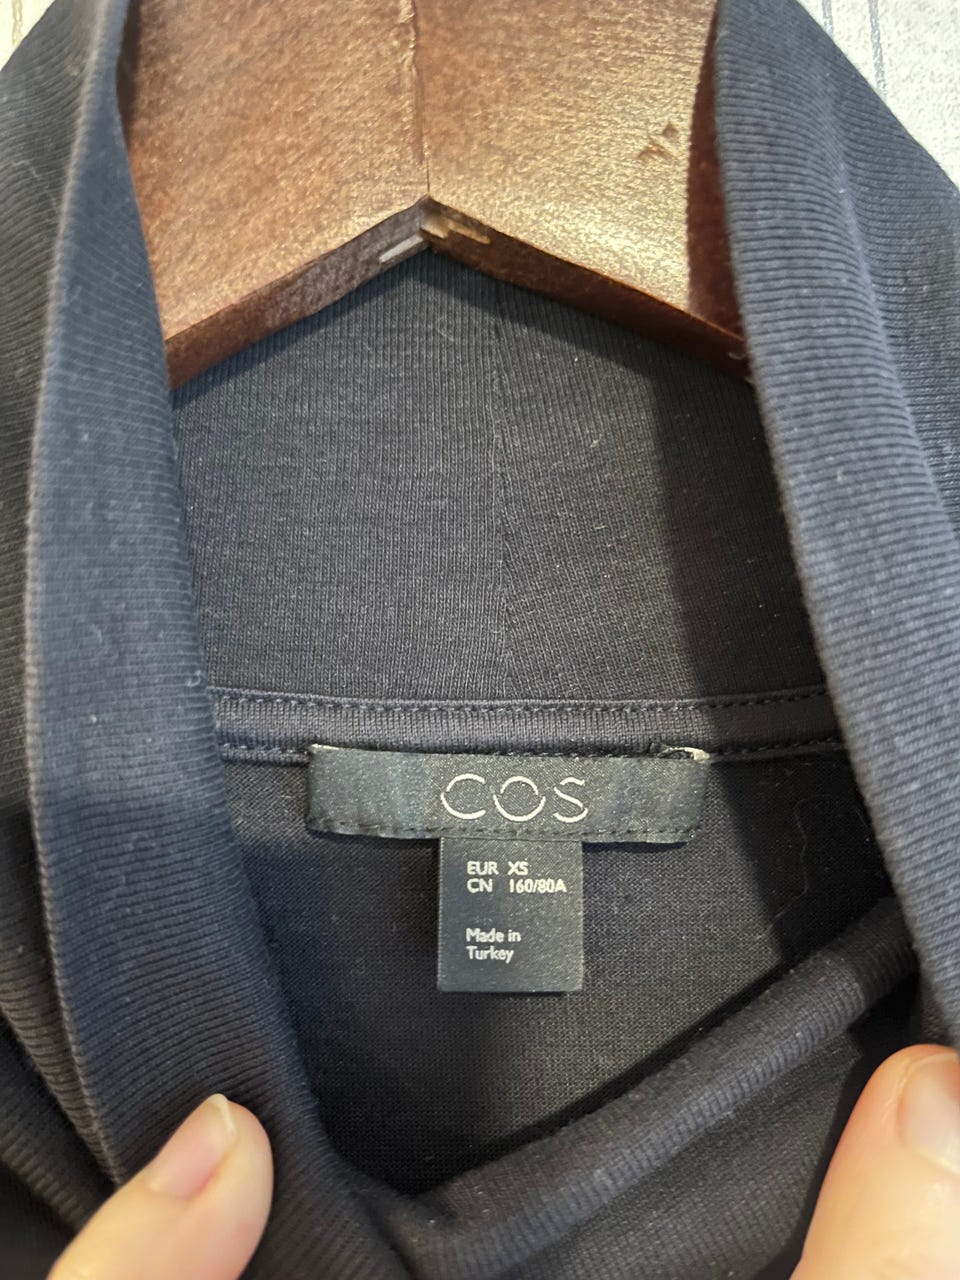 COS
EUR XS
CN 160/80A
Made in
Turkey